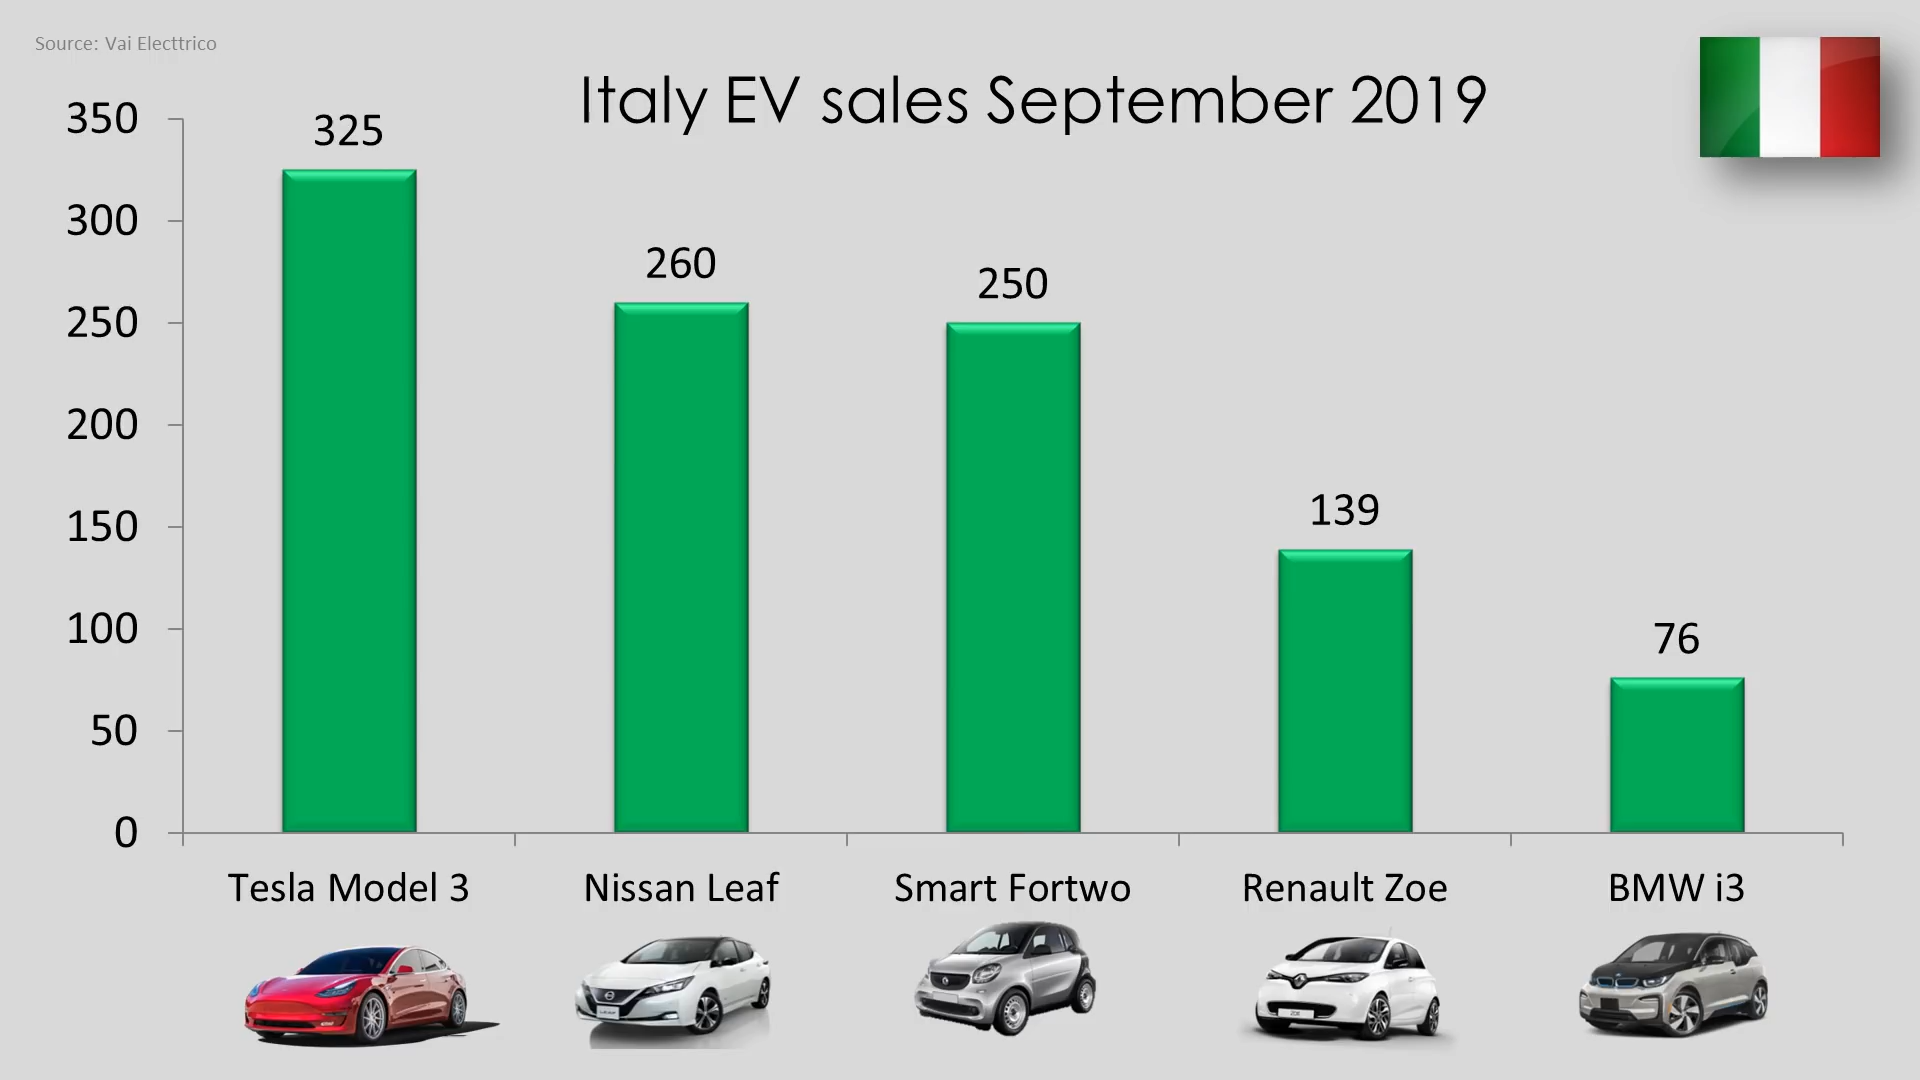 Source: Vai Electtrico
Italy EV sales September 2019
350
300
250
200
150
100
50
0
325
260
250
139
76
Tesla Model 3
Nissan Leaf
Smart Fortwo
Renault Zoe
BMW i3
ZOE